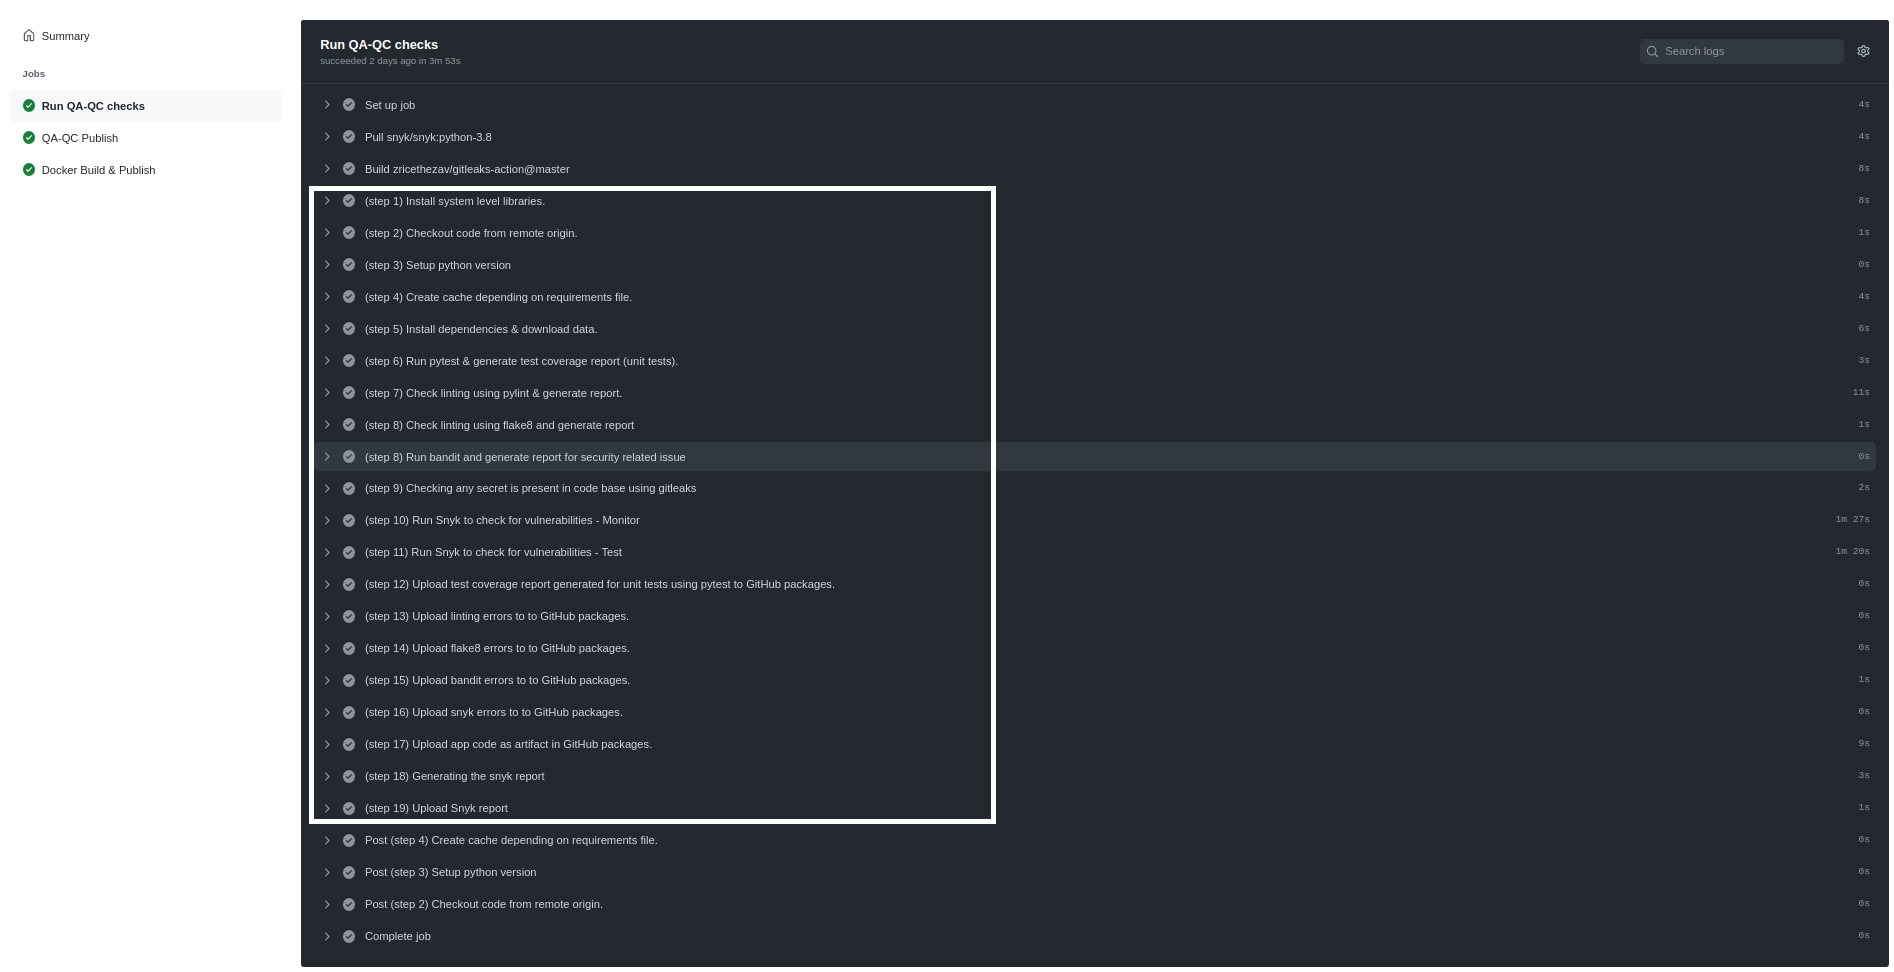 Summary
Jobs
Run QA-QC checks
QA-QC Publish
Docker Build & Publish
Run QA-QC checks
succeeded 2 days ago in 3m 53s
Search logs
Set up job 4s
Pull snyk/snyk:python-3.8 4s
Build zricethezav/gitleaks-action@master 8s
(step 1) Install system level libraries. 8s
(step 2) Checkout code from remote origin. 1s
(step 3) Setup python version 0s
(step 4) Create cache depending on requirements file. 4s
(step 5) Install dependencies & download data. 6s
(step 6) Run pytest & generate test coverage report (unit tests). 3s
(step 7) Check linting using pylint & generate report. 11s
(step 8) Check linting using flake8 and generate report 1s
(step 8) Run bandit and generate report for security related issue 0s
(step 9) Checking any secret is present in code base using gitleaks 2s
(step 10) Run Snyk to check for vulnerabilities - Monitor 1m 27s
(step 11) Run Snyk to check for vulnerabilities - Test 1m 20s
(step 12) Upload test coverage report generated for unit tests using pytest to GitHub packages. 0s
(step 13) Upload linting errors to to GitHub packages. 0s
(step 14) Upload flake8 errors to to GitHub packages. 0s
(step 15) Upload bandit errors to to GitHub packages. 1s
(step 16) Upload snyk errors to to GitHub packages. 0s
(step 17) Upload app code as artifact in GitHub packages. 9s
(step 18) Generating the snyk report 3s
(step 19) Upload Snyk report 1s
Post (step 4) Create cache depending on requirements file. 0s
Post (step 3) Setup python version 0s
Post (step 2) Checkout code from remote origin. 0s
Complete job 0s